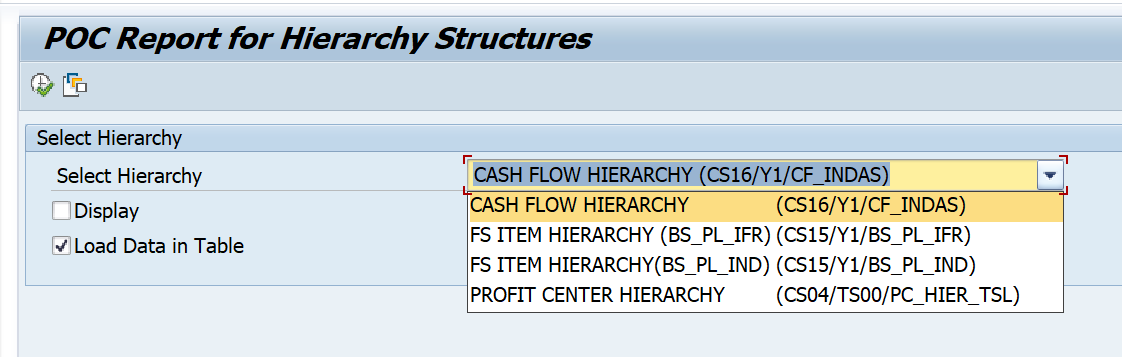 POC Report for Hierarchy Structures
Select Hierarchy
Select Hierarchy CASH FLOW HIERARCHY (CS16/Y1/CF_INDAS)
Display
Load Data in Table
CASH FLOW HIERARCHY (CS16/Y1/CF_INDAS)
FS ITEM HIERARCHY (BS_PL_IFR) (CS15/Y1/BS_PL_IFR)
FS ITEM HIERARCHY(BS_PL_IND) (CS15/Y1/BS_PL_IND)
PROFIT CENTER HIERARCHY (CS04/TS00/PC_HIER_TSL)